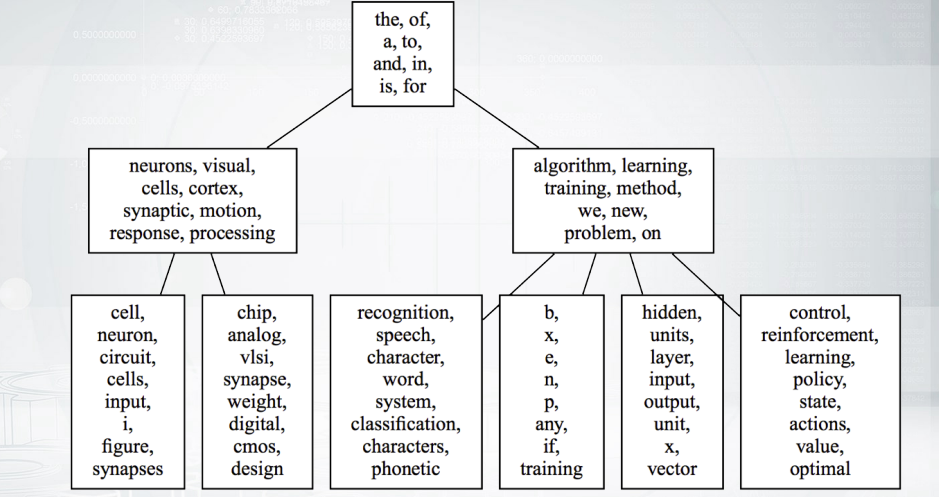 the, of,
a, to,
and, in,
is, for
neurons, visual,
cells, cortex,
synaptic, motion,
response, processing
algorithm, learning,
training, method,
we, new,
problem, on
cell,
neuron,
circuit,
cells,
input,
i,
figure,
synapses
chip,
analog,
vlsi,
synapse,
weight,
digital,
cmos,
design
recognition,
speech,
character,
word,
system,
classification,
characters,
phonetic
b,
x,
e,
n,
p,
any,
if,
training
hidden,
units,
layer,
input,
output,
unit,
x,
vector
control,
reinforcement,
learning,
policy,
state,
actions,
value,
optimal